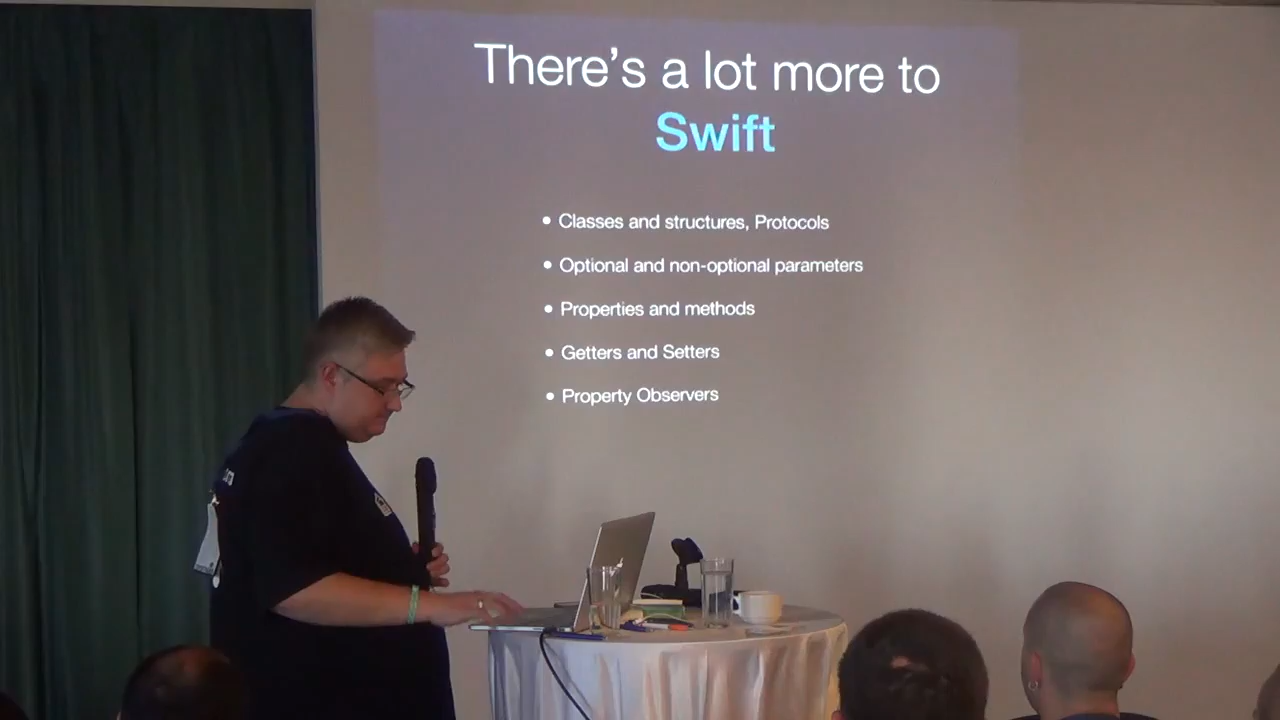 There's a lot more to
Swift
• Classes and structures, Protocols
• Optional and non-optional parameters
• Properties and methods
• Getters and Setters
• Property Observers